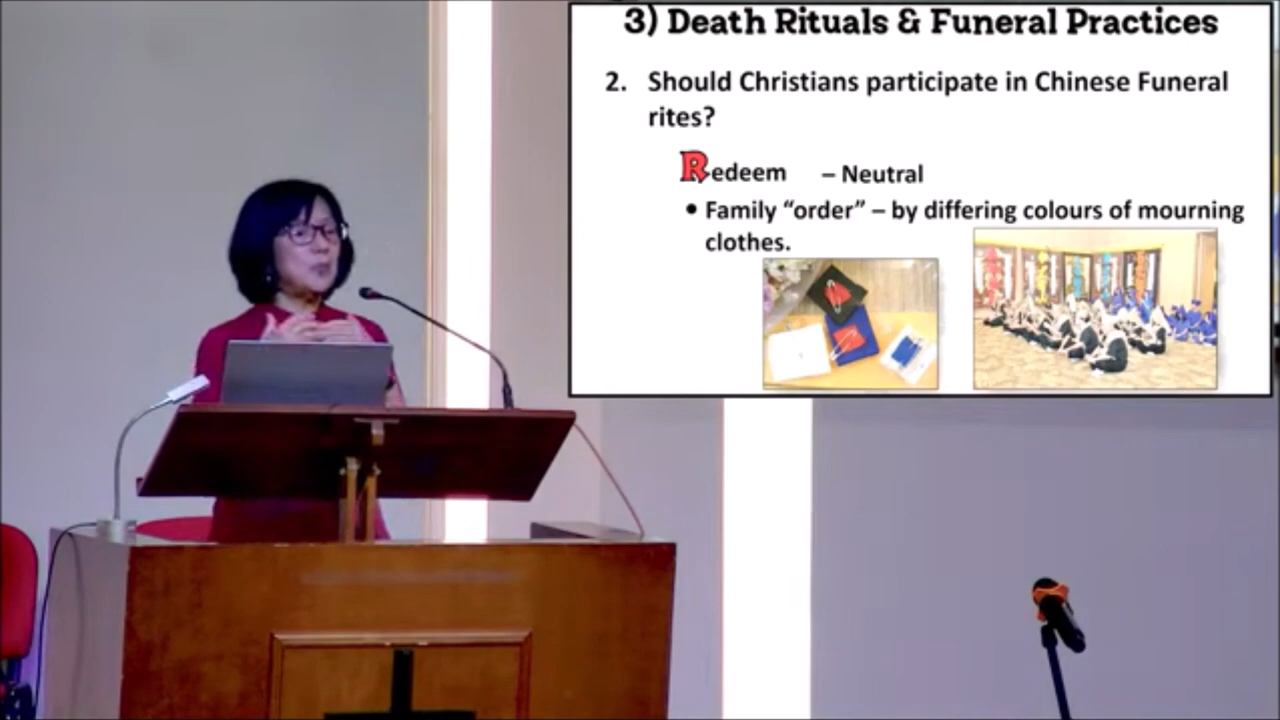 3) Death Rituals & Funeral Practices
2. Should Christians participate in Chinese Funeral
rites?
Redeem – Neutral
• Family “order” – by differing colours of mourning
clothes.